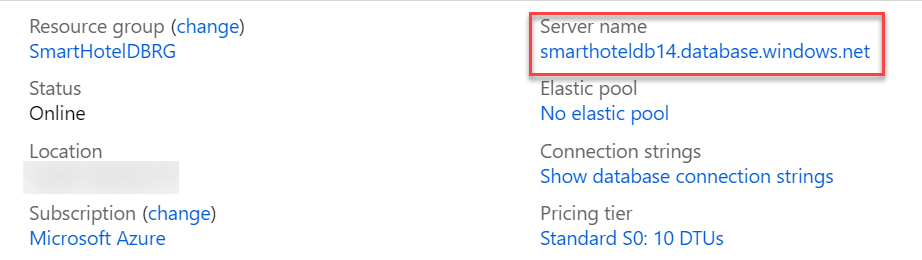 Resource group (change)
SmartHotelDBRG
Status
Online
Location
Subscription (change)
Microsoft Azure
Server name
smarthoteldb14.database.windows.net
Elastic pool
No elastic pool
Connection strings
Show database connection strings
Pricing tier
Standard S0: 10 DTUs